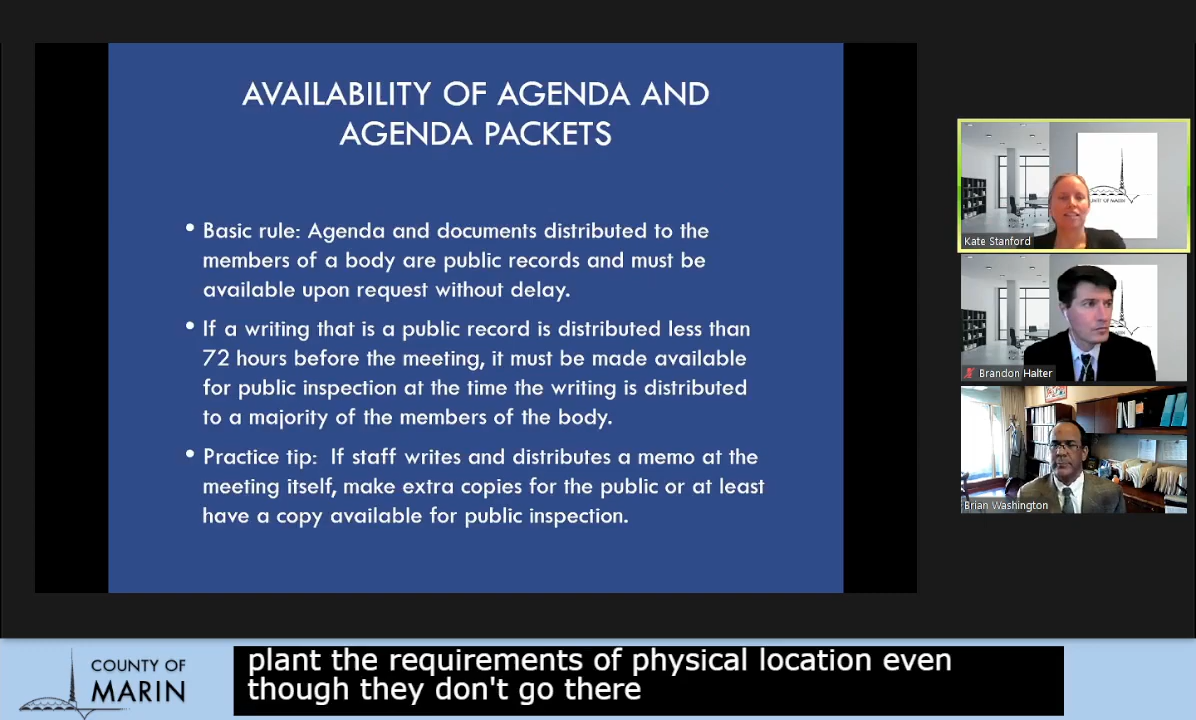 AVAILABILITY OF AGENDA AND
AGENDA PACKETS
• Basic rule: Agenda and documents distributed to the
members of a body are public records and must be
available upon request without delay.
• If a writing that is a public record is distributed less than
72 hours before the meeting, it must be made available
for public inspection at the time the writing is distributed
to a majority of the members of the body.
• Practice tip:  If staff writes and distributes a memo at the
meeting itself, make extra copies for the public or at least
have a copy available for public inspection.
Kate Stanford
Brandon Halter
Brian Washington
COUNTY OF
MARIN
plant the requirements of physical location even
though they don't go there